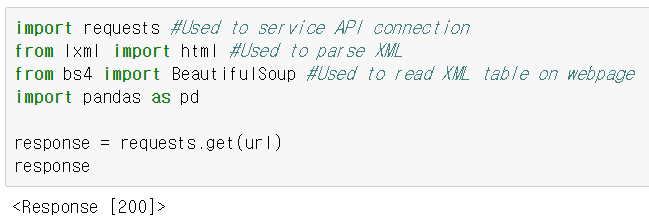 import requests #Used to service API connection
from lxml import html #Used to parse XML
from bs4 import BeautifulSoup #Used to read XML table on webpage
import pandas as pd
response = requests.get(url)
response
<Response [200]>